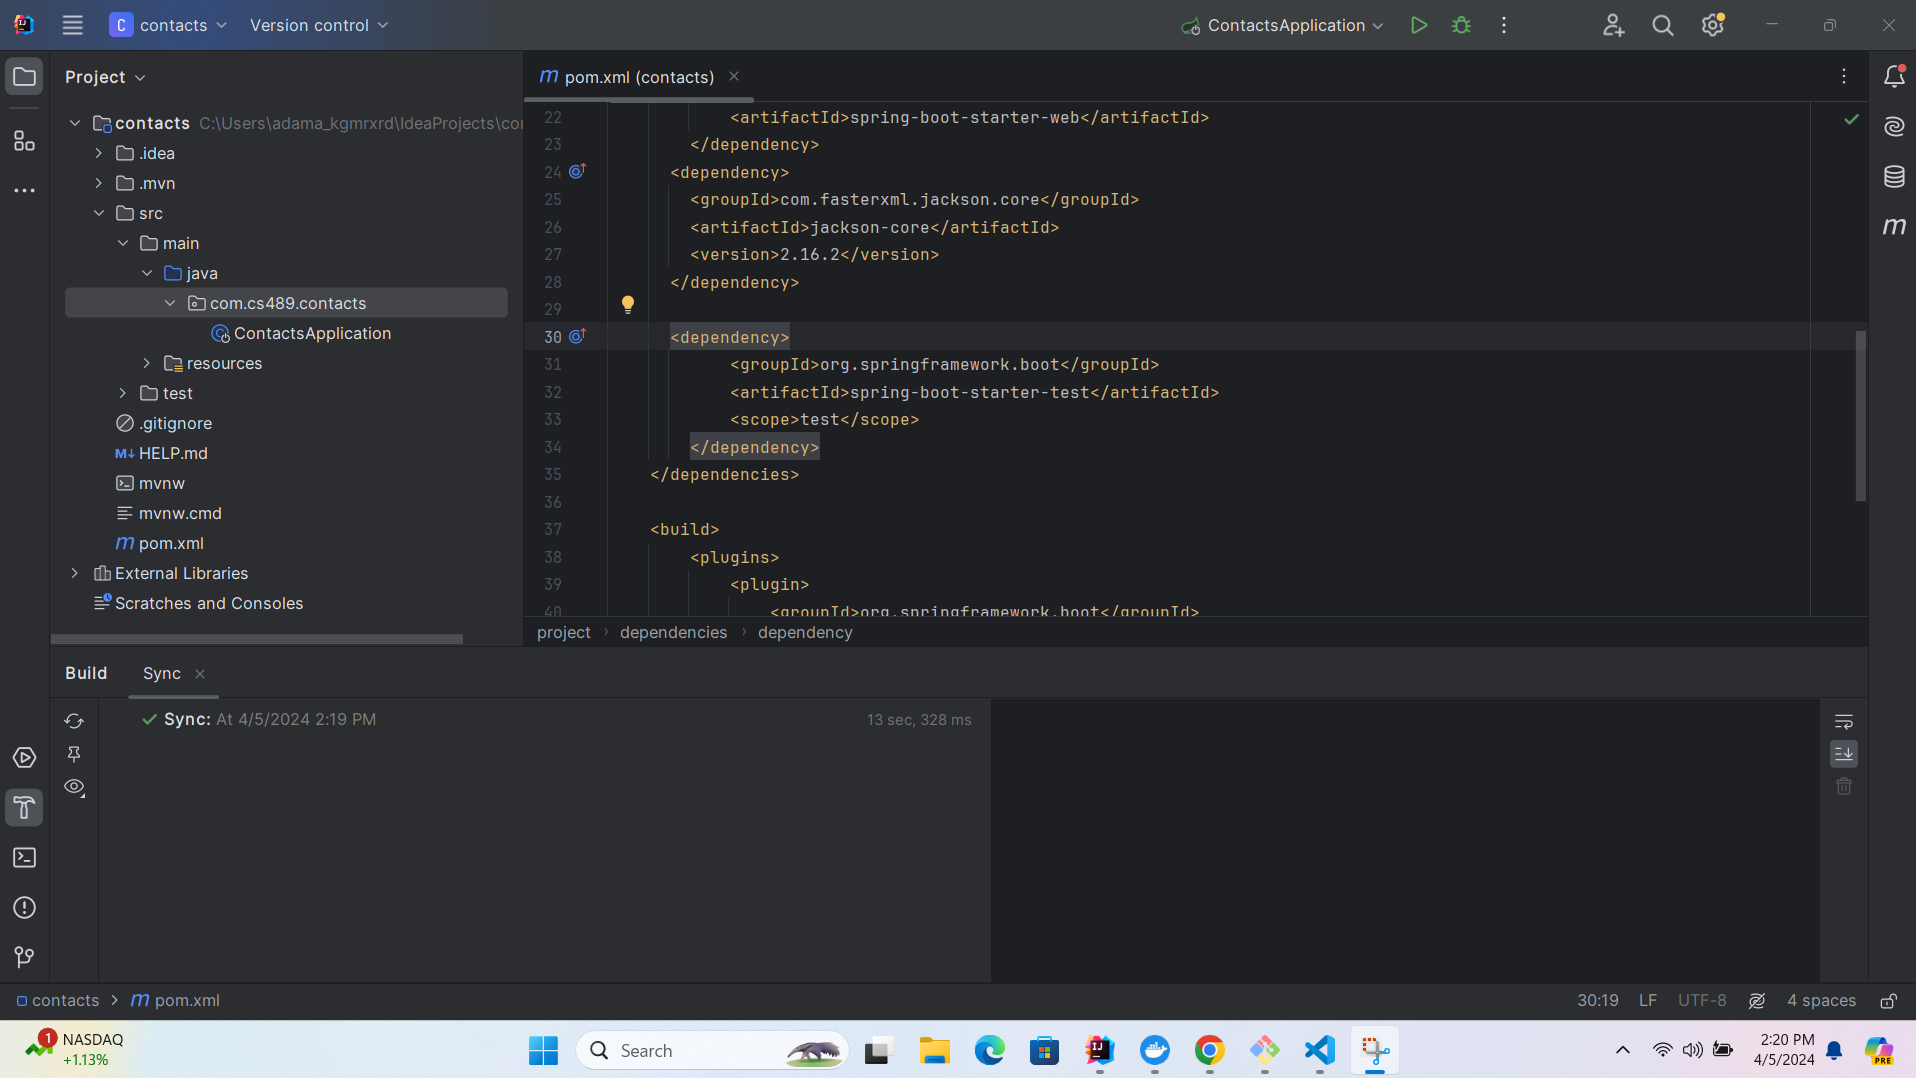 C contacts Version control ContactsApplication
Project
pom.xml (contacts)
contacts C:\Users\adama_kgmrxrd\IdeaProjects\co
.idea
.mvn
src
main
java
com.cs489.contacts
ContactsApplication
resources
test
.gitignore
HELP.md
mvnw
mvnw.cmd
pom.xml
External Libraries
Scratches and Consoles
22 <artifactId>spring-boot-starter-web</artifactId>
23 </dependency>
24 <dependency>
25 <groupId>com.fasterxml.jackson.core</groupId>
26 <artifactId>jackson-core</artifactId>
27 <version>2.16.2</version>
28 </dependency>
29
30 <dependency>
31 <groupId>org.springframework.boot</groupId>
32 <artifactId>spring-boot-starter-test</artifactId>
33 <scope>test</scope>
34 </dependency>
35 </dependencies>
36
37 <build>
38 <plugins>
39 <plugin>
40 <groupId>org.springframework.boot</groupId>
project › dependencies › dependency
Build Sync
Sync: At 4/5/2024 2:19 PM 13 sec, 328 ms
contacts > pom.xml 30:19 LF UTF-8 4 spaces
1 NASDAQ
+1.13%
Search
2:20 PM
4/5/2024
PRE